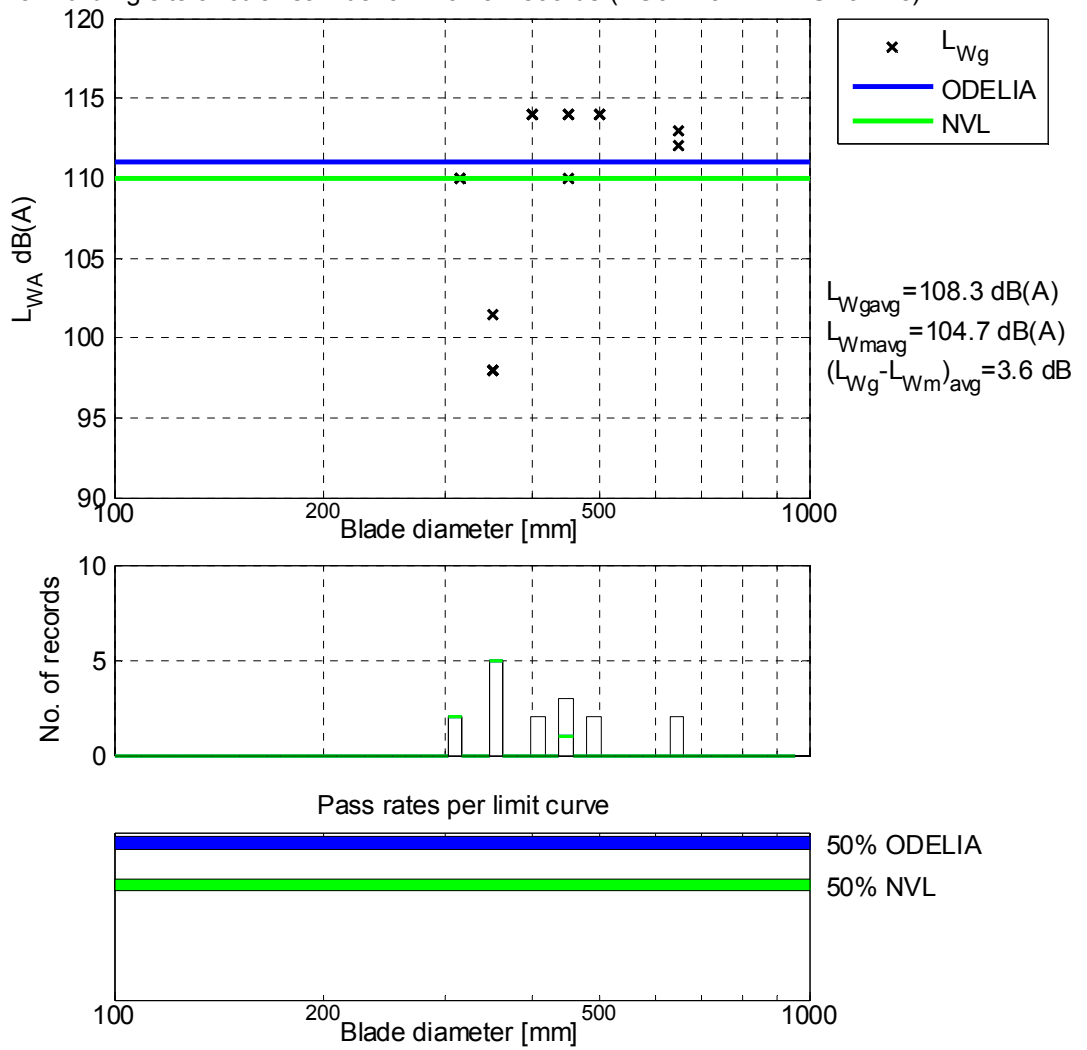 120
115
110
105
100
95
90
L_WA dB(A)
100
200
500
1000
Blade diameter [mm]
L_Wg
ODELIA
NVL
L_Wgavg=108.3 dB(A)
L_Wmavg=104.7 dB(A)
(L_Wg-L_Wm)_avg=3.6 dB
10
5
0
No. of records
Pass rates per limit curve
50% ODELIA
50% NVL
100
200
500
1000
Blade diameter [mm]